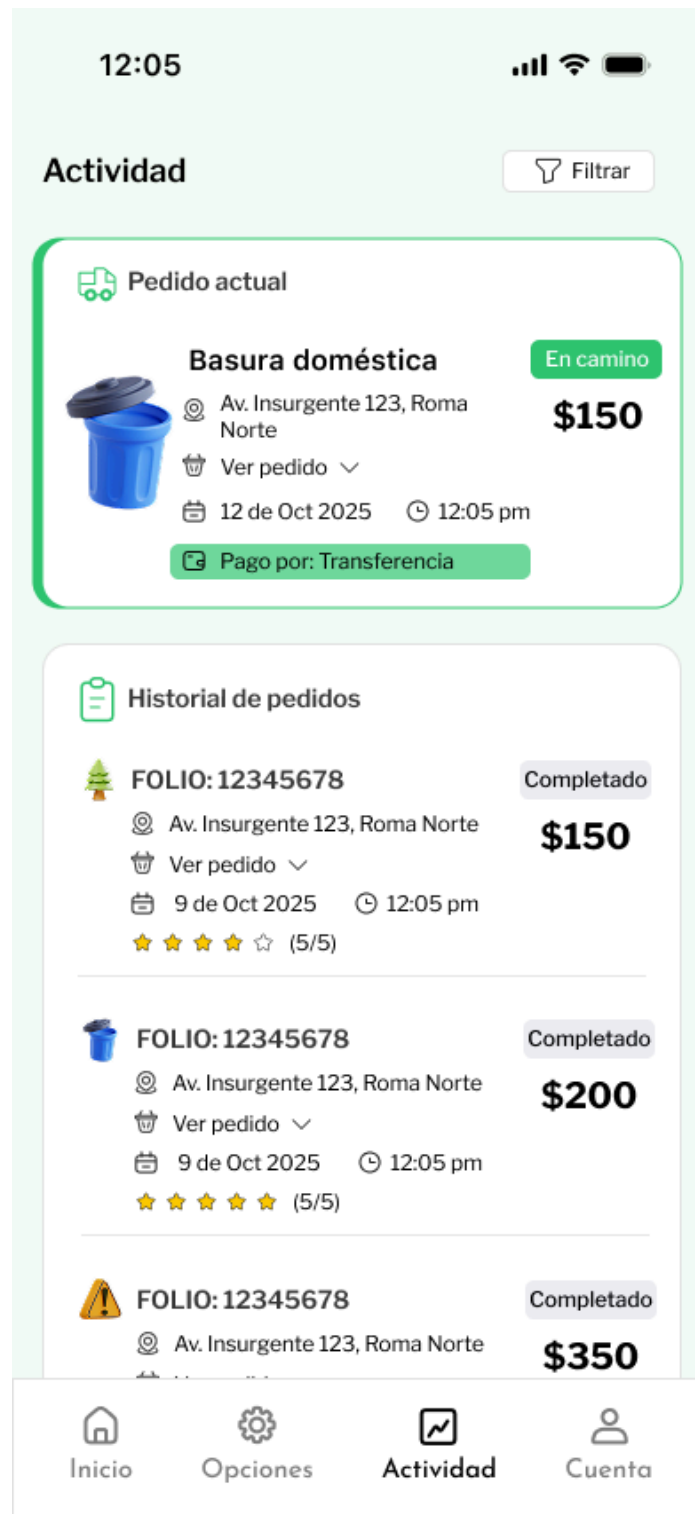 12:05
Actividad
Filtrar
Pedido actual
Basura doméstica
En camino
Av. Insurgente 123, Roma
Norte
$150
Ver pedido
12 de Oct 2025 12:05 pm
Pago por: Transferencia
Historial de pedidos
FOLIO: 12345678
Completado
Av. Insurgente 123, Roma Norte
$150
Ver pedido
9 de Oct 2025 12:05 pm
(5/5)
FOLIO: 12345678
Completado
Av. Insurgente 123, Roma Norte
$200
Ver pedido
9 de Oct 2025 12:05 pm
(5/5)
FOLIO: 12345678
Completado
Av. Insurgente 123, Roma Norte
$350
Inicio Opciones Actividad Cuenta